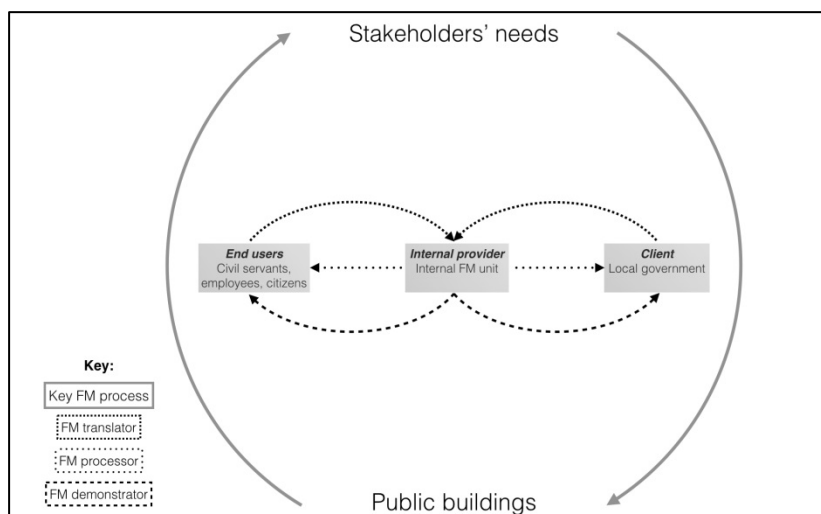 Stakeholders' needs
End users
Civil servants,
employees, citizens
Internal provider
Internal FM unit
Client
Local government
Key:
Key FM process
FM translator
FM processor
FM demonstrator
Public buildings